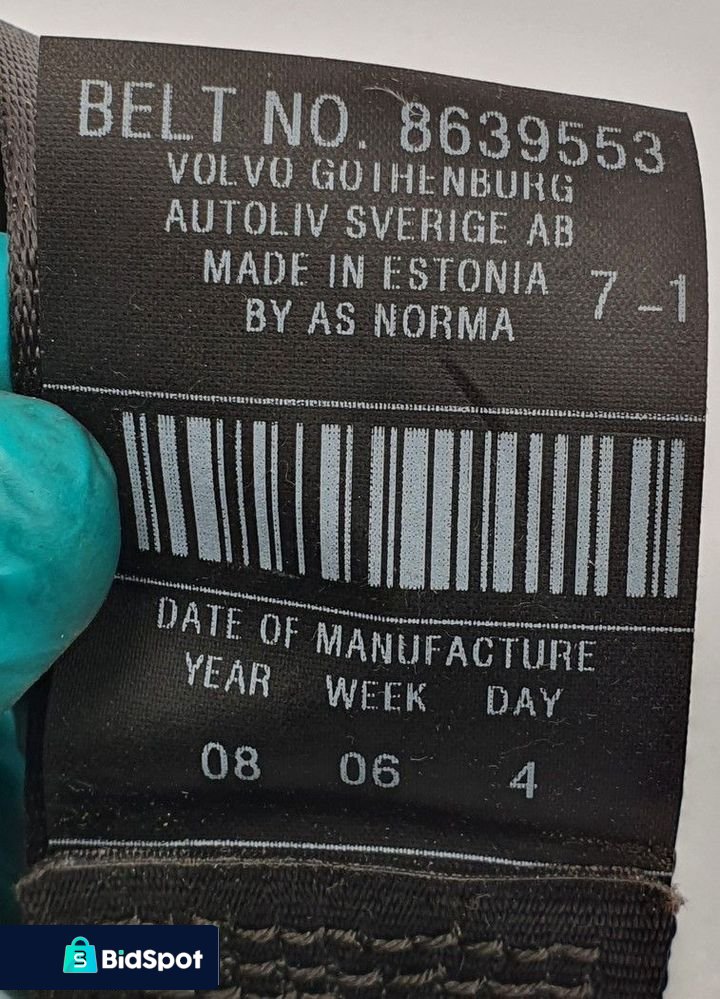 BELT NO. 8639553
VOLVO GOTHENBURG
AUTOLIV SVERIGE AB
MADE IN ESTONIA 7-1
BY AS NORMA
DATE OF MANUFACTURE
YEAR WEEK DAY
08 06 4
BidSpot